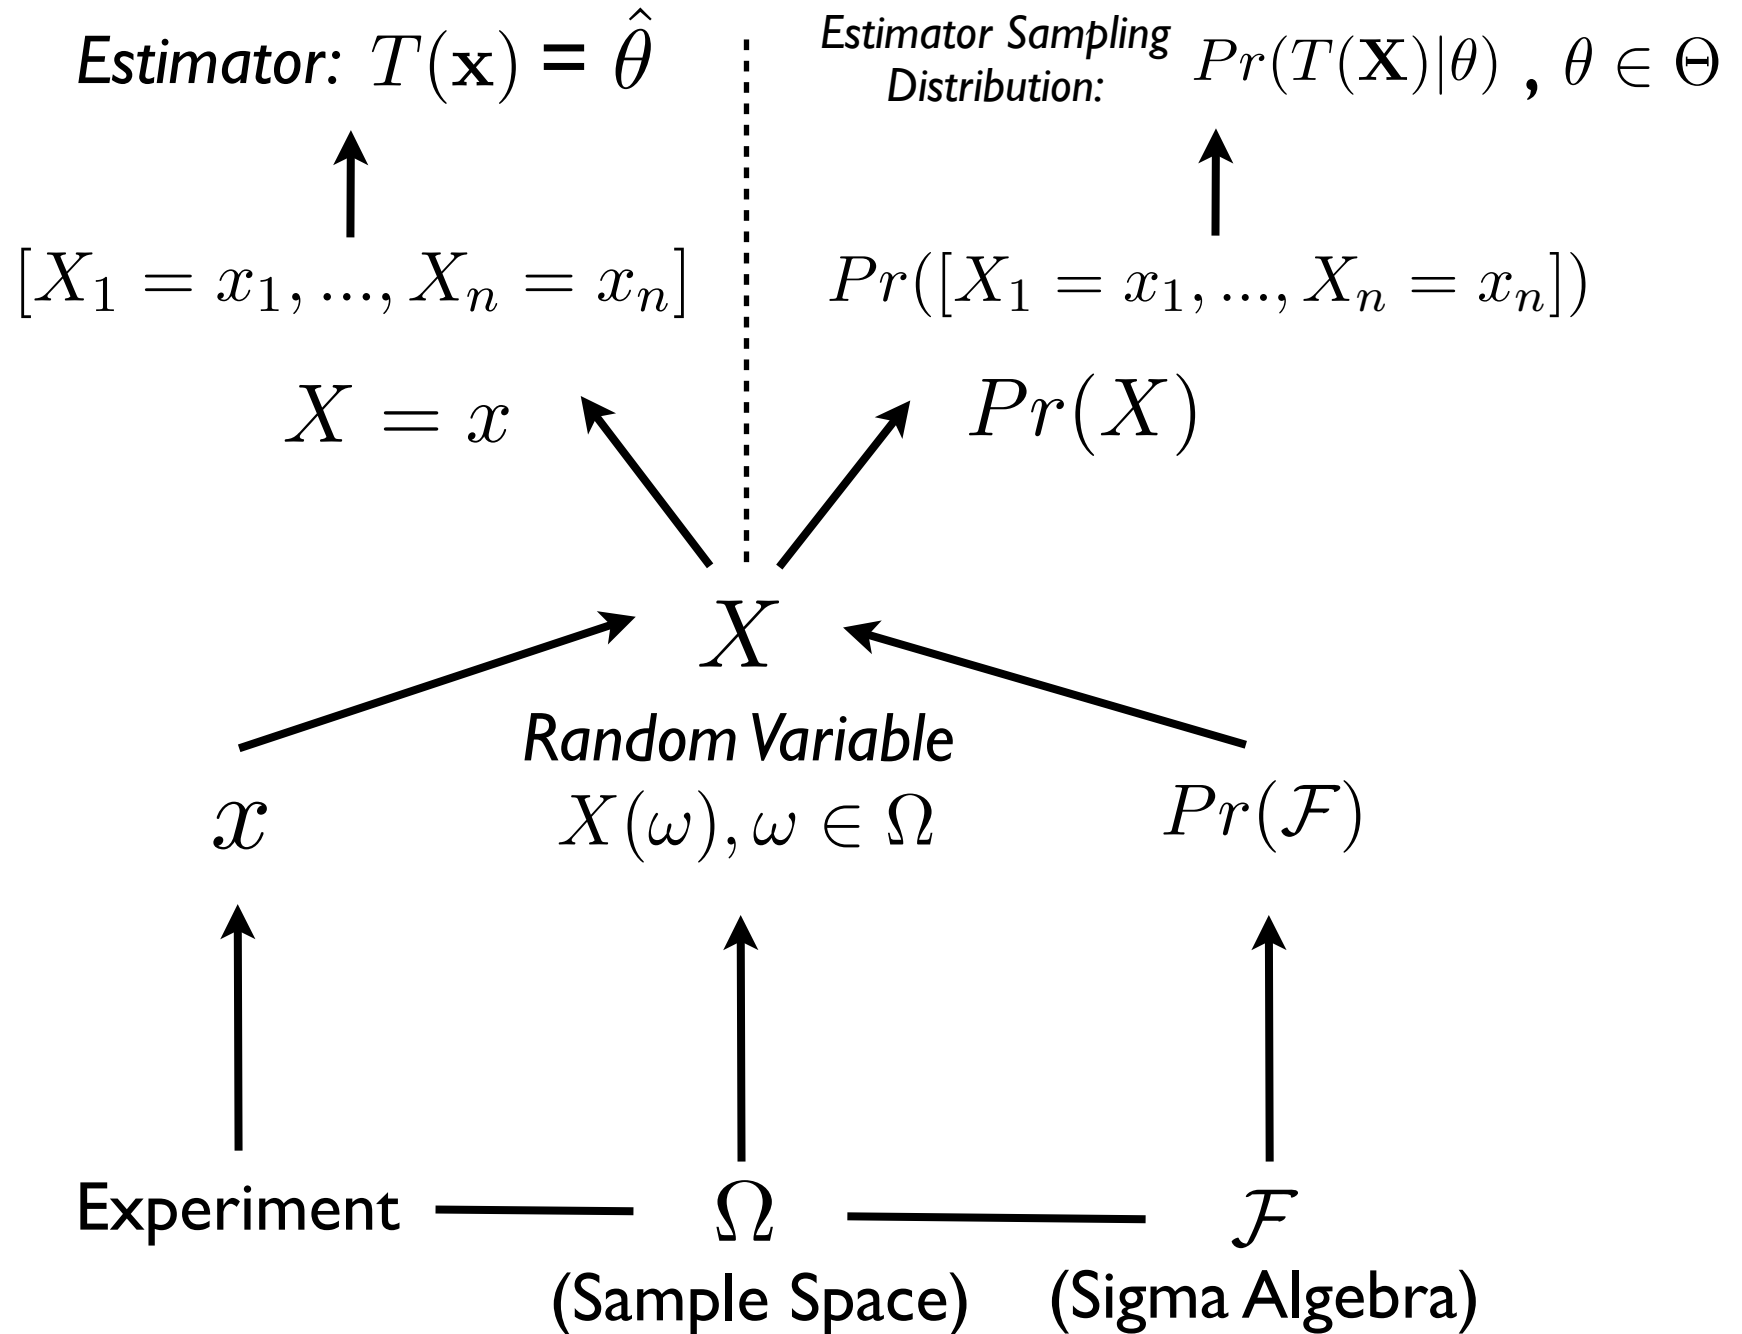 Estimator: T(𝐱) = θ̂
Estimator Sampling
Distribution:
Pr(T(𝐗)|θ) , θ ∈ Θ
[X₁ = x₁, ..., Xₙ = xₙ]
Pr([X₁ = x₁, ..., Xₙ = xₙ])
X = x
Pr(X)
X
Random Variable
x
X(ω), ω ∈ Ω
Pr(ℱ)
Experiment
Ω
ℱ
(Sample Space)
(Sigma Algebra)